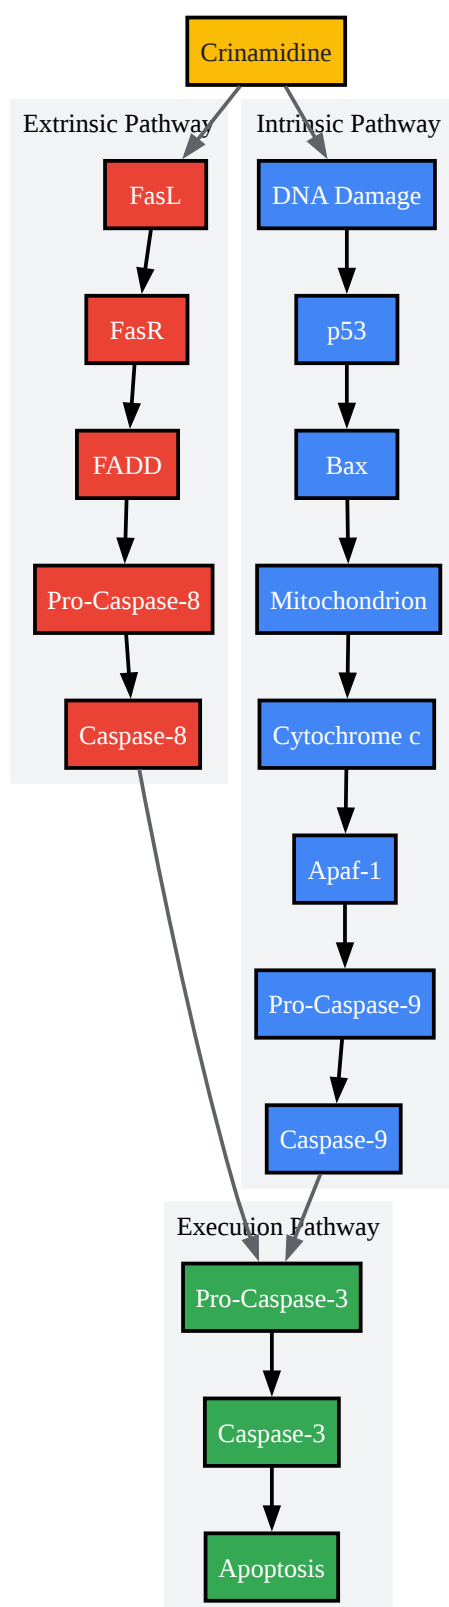 Crinamidine
Extrinsic Pathway
FasL
FasR
FADD
Pro-Caspase-8
Caspase-8
Intrinsic Pathway
DNA Damage
p53
Bax
Mitochondrion
Cytochrome c
Apaf-1
Pro-Caspase-9
Caspase-9
Execution Pathway
Pro-Caspase-3
Caspase-3
Apoptosis